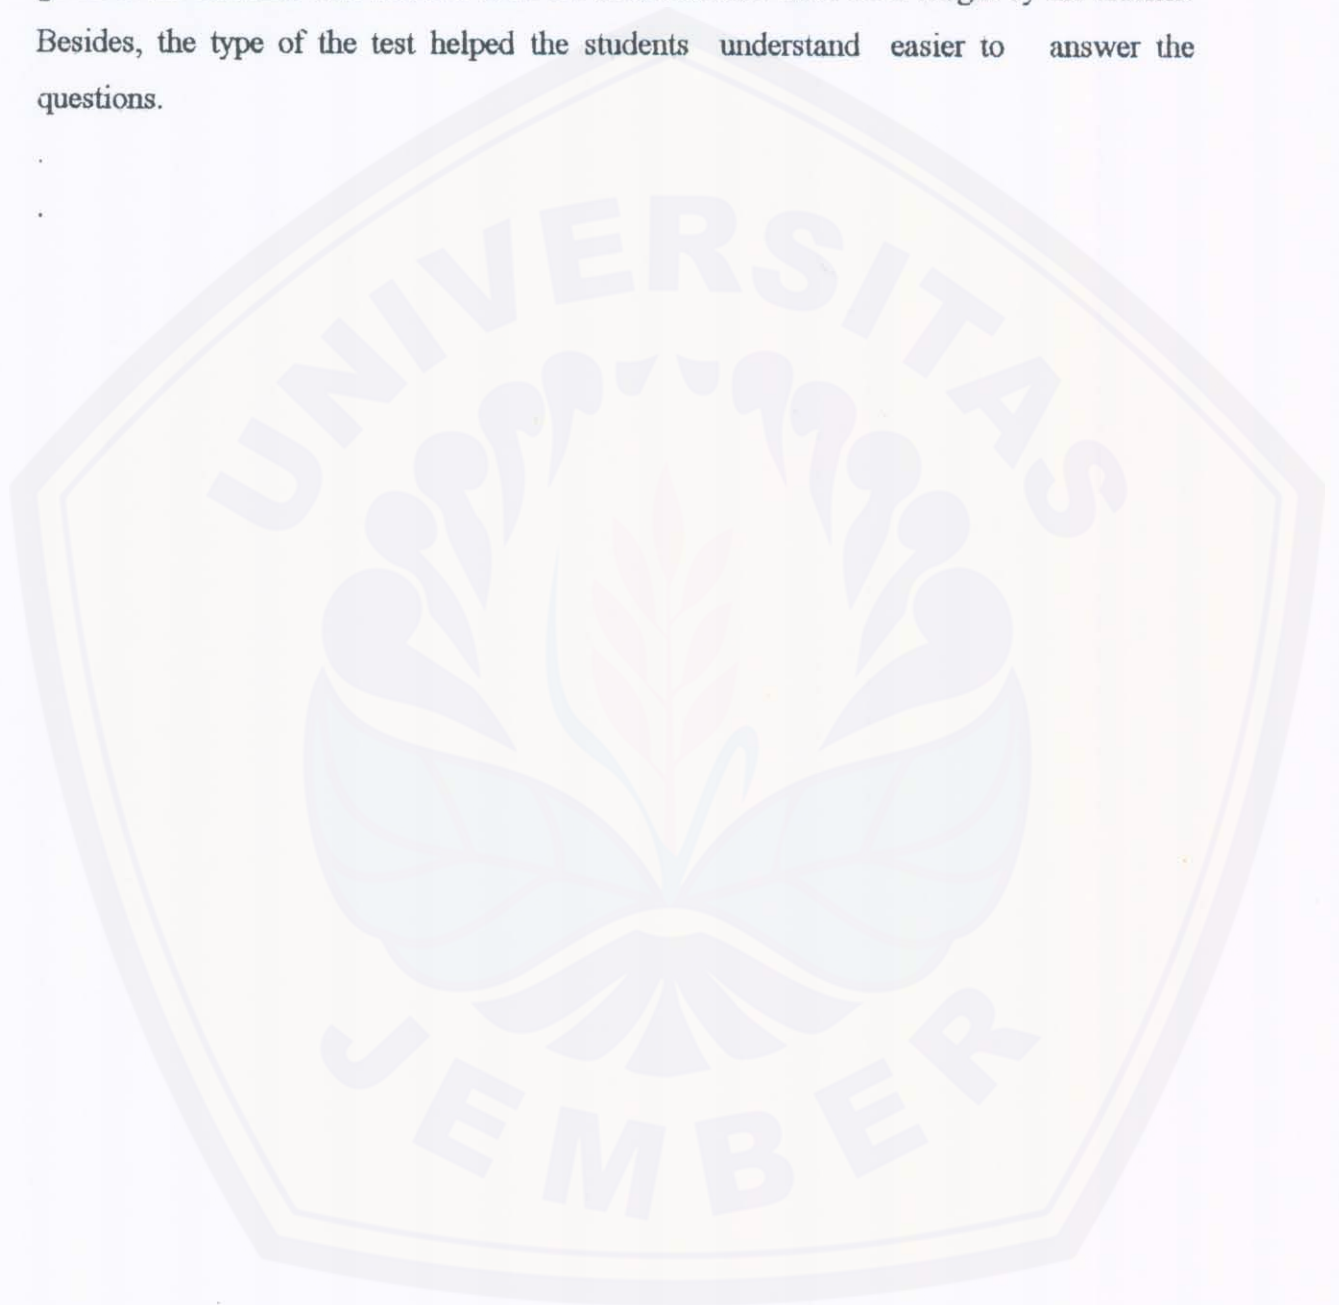 Besides, the type of the test helped the students understand easier to answer the
questions.
.
.
UNIVERSITAS
JEMBER